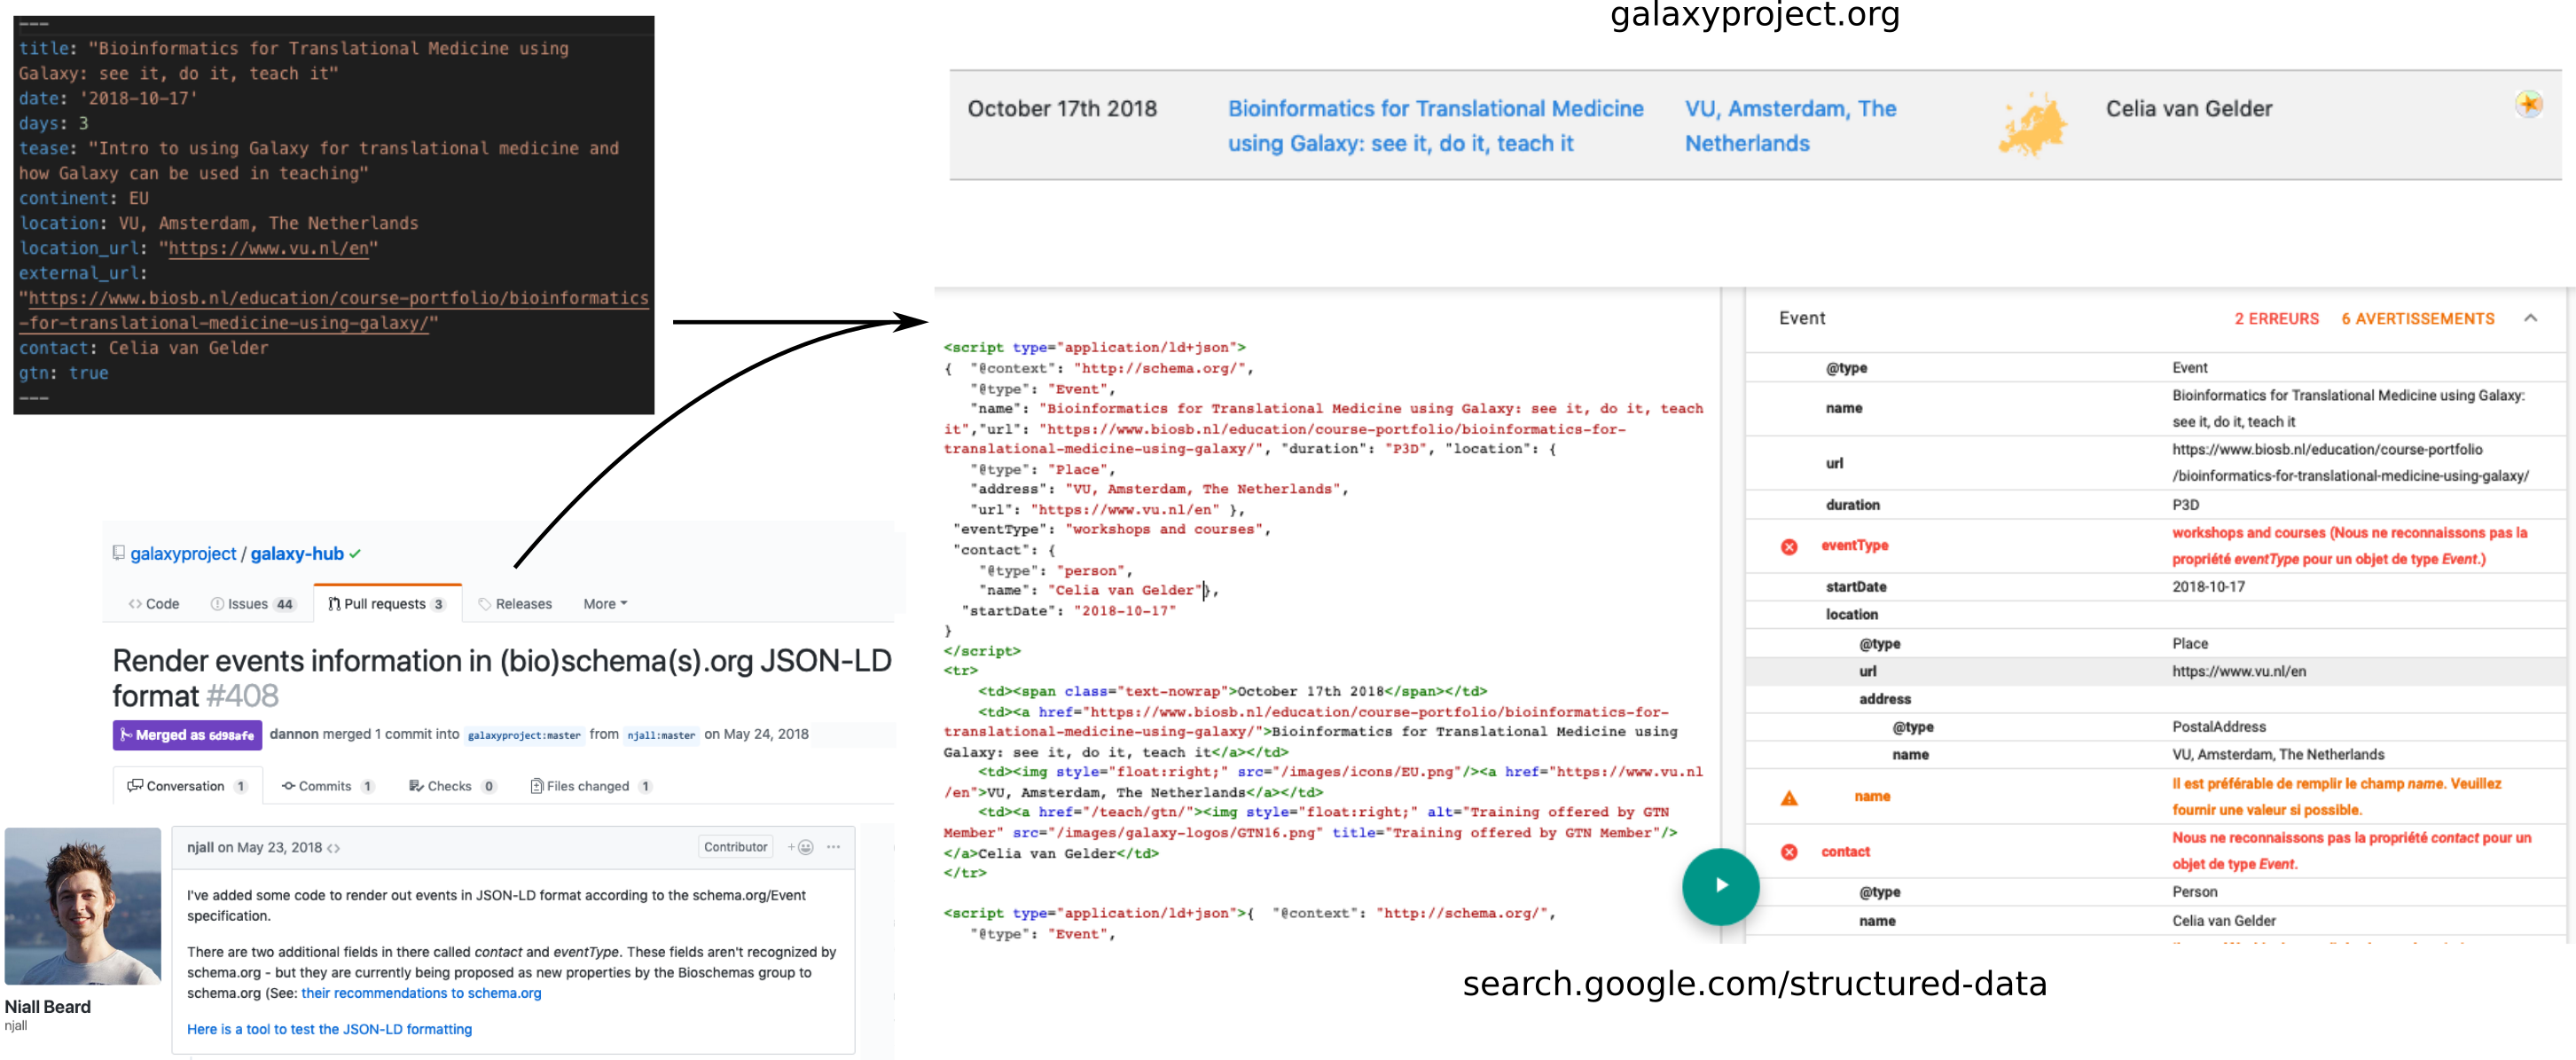 ---
title: "Bioinformatics for Translational Medicine using
Galaxy: see it, do it, teach it"
date: '2018-10-17'
days: 3
tease: "Intro to using Galaxy for translational medicine and
how Galaxy can be used in teaching"
continent: EU
location: VU, Amsterdam, The Netherlands
location_url: "https://www.vu.nl/en"
external_url:
"https://www.biosb.nl/education/course-portfolio/bioinformatics
-for-translational-medicine-using-galaxy/"
contact: Celia van Gelder
gtn: true
---
galaxyproject / galaxy-hub
Code Issues 44 Pull requests 3 Releases More
Render events information in (bio)schema(s).org JSON-LD
format #408
Merged as 6d98afe dannon merged 1 commit into galaxyproject:master from njall:master on May 24, 2018
Conversation 1 Commits 1 Checks 0 Files changed 1
njall on May 23, 2018 <> Contributor
I've added some code to render out events in JSON-LD format according to the schema.org/Event
specification.
There are two additional fields in there called contact and eventType. These fields aren't recognized by
schema.org - but they are currently being proposed as new properties by the Bioschemas group to
schema.org (See: their recommendations to schema.org
Here is a tool to test the JSON-LD formatting
Niall Beard
njall
galaxyproject.org
October 17th 2018 Bioinformatics for Translational Medicine VU, Amsterdam, The Celia van Gelder
using Galaxy: see it, do it, teach it Netherlands
<script type="application/ld+json">
{ "@context": "http://schema.org/",
"@type": "Event",
"name": "Bioinformatics for Translational Medicine using Galaxy: see it, do it, teach
it","url": "https://www.biosb.nl/education/course-portfolio/bioinformatics-for-
translational-medicine-using-galaxy/", "duration": "P3D", "location": {
"@type": "Place",
"address": "VU, Amsterdam, The Netherlands",
"url": "https://www.vu.nl/en" },
"eventType": "workshops and courses",
"contact": {
"@type": "person",
"name": "Celia van Gelder"},
"startDate": "2018-10-17"
}
</script>
<tr>
<td><span class="text-nowrap">October 17th 2018</span></td>
<td><a href="https://www.biosb.nl/education/course-portfolio/bioinformatics-for-
translational-medicine-using-galaxy/">Bioinformatics for Translational Medicine using
Galaxy: see it, do it, teach it</a></td>
<td><img style="float:right;" src="/images/icons/EU.png"/><a href="https://www.vu.nl
/en">VU, Amsterdam, The Netherlands</a></td>
<td><a href="/teach/gtn/"><img style="float:right;" alt="Training offered by GTN
Member" src="/images/galaxy-logos/GTN16.png" title="Training offered by GTN Member"/>
</a>Celia van Gelder</td>
</tr>
<script type="application/ld+json">{ "@context": "http://schema.org/",
"@type": "Event",
Event 2 ERREURS 6 AVERTISSEMENTS
@type Event
name Bioinformatics for Translational Medicine using Galaxy:
see it, do it, teach it
url https://www.biosb.nl/education/course-portfolio
/bioinformatics-for-translational-medicine-using-galaxy/
duration P3D
eventType workshops and courses (Nous ne reconnaissons pas la
propriété eventType pour un objet de type Event.)
startDate 2018-10-17
location
@type Place
url https://www.vu.nl/en
address
@type PostalAddress
name VU, Amsterdam, The Netherlands
name Il est préférable de remplir le champ name. Veuillez
fournir une valeur si possible.
contact Nous ne reconnaissons pas la propriété contact pour un
objet de type Event.
@type Person
name Celia van Gelder
search.google.com/structured-data